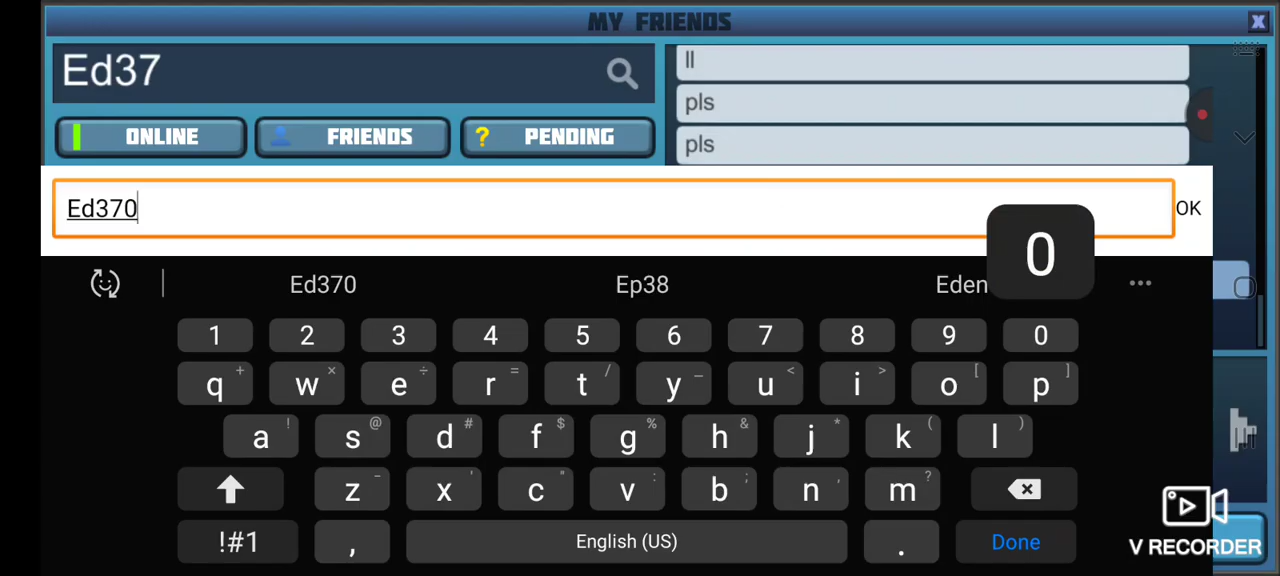 MY FRIENDS
X
Ed37
ll
pls
pls
ONLINE
FRIENDS
? PENDING
Ed370
OK
0
Ed370 Ep38 Eden •••
1 2 3 4 5 6 7 8 9 0
q + w × e ÷ r = t / y _ u < i > o [ p ]
a ! s @ d # f $ g % h & j * k ( l )
z - x ' c " v : b ; n , m ?
!#1 , English (US) . Done
V RECORDER